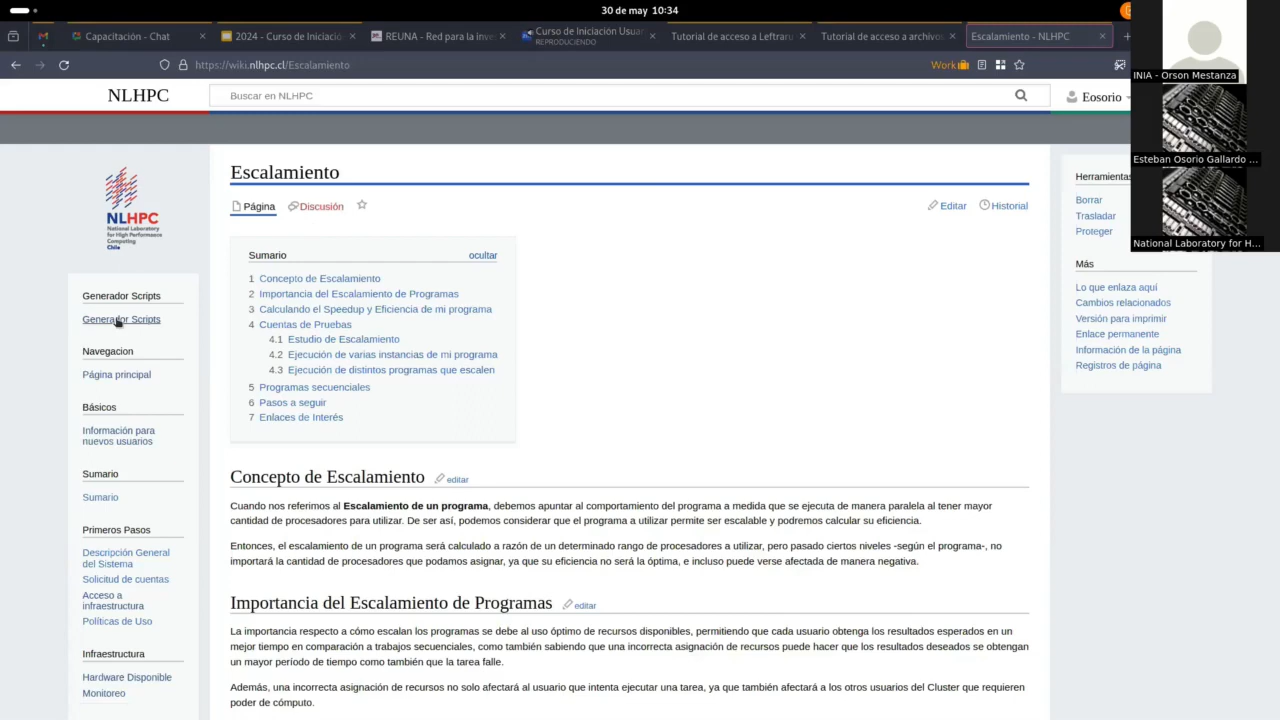 30 de may 10:34
Capacitación - Chat
2024 - Curso de Iniciació
REUNA - Red para la inve
Curso de Iniciación Usua
REPRODUCIENDO
Tutorial de acceso a Leftraru
Tutorial de acceso a archivos
Escalamiento - NLHPC
https://wiki.nlhpc.cl/Escalamiento
Work
INIA - Orson Mestanza
Esteban Osorio Gallardo ...
National Laboratory for H...
NLHPC
Buscar en NLHPC
Eosorio
NLHPC
National Laboratory
for High Performance
Computing
Chile
Generador Scripts
Generador Scripts
Navegacion
Página principal
Básicos
Información para
nuevos usuarios
Sumario
Sumario
Primeros Pasos
Descripción General
del Sistema
Solicitud de cuentas
Acceso a
infraestructura
Políticas de Uso
Infraestructura
Hardware Disponible
Monitoreo
Escalamiento
Página Discusión
Editar Historial
Sumario ocultar
1 Concepto de Escalamiento
2 Importancia del Escalamiento de Programas
3 Calculando el Speedup y Eficiencia de mi programa
4 Cuentas de Pruebas
4.1 Estudio de Escalamiento
4.2 Ejecución de varias instancias de mi programa
4.3 Ejecución de distintos programas que escalen
5 Programas secuenciales
6 Pasos a seguir
7 Enlaces de Interés
Concepto de Escalamiento editar
Cuando nos referimos al Escalamiento de un programa, debemos apuntar al comportamiento del programa a medida que se ejecuta de manera paralela al tener mayor
cantidad de procesadores para utilizar. De ser así, podemos considerar que el programa a utilizar permite ser escalable y podremos calcular su eficiencia.
Entonces, el escalamiento de un programa será calculado a razón de un determinado rango de procesadores a utilizar, pero pasado ciertos niveles -según el programa-, no
importará la cantidad de procesadores que podamos asignar, ya que su eficiencia no será la óptima, e incluso puede verse afectada de manera negativa.
Importancia del Escalamiento de Programas editar
La importancia respecto a cómo escalan los programas se debe al uso óptimo de recursos disponibles, permitiendo que cada usuario obtenga los resultados esperados en un
mejor tiempo en comparación a trabajos secuenciales, como también sabiendo que una incorrecta asignación de recursos puede hacer que los resultados deseados se obtengan
un mayor período de tiempo como también que la tarea falle.
Además, una incorrecta asignación de recursos no solo afectará al usuario que intenta ejecutar una tarea, ya que también afectará a los otros usuarios del Cluster que requieren
poder de cómputo.
Herramientas
Borrar
Trasladar
Proteger
Más
Lo que enlaza aquí
Cambios relacionados
Versión para imprimir
Enlace permanente
Información de la página
Registros de página